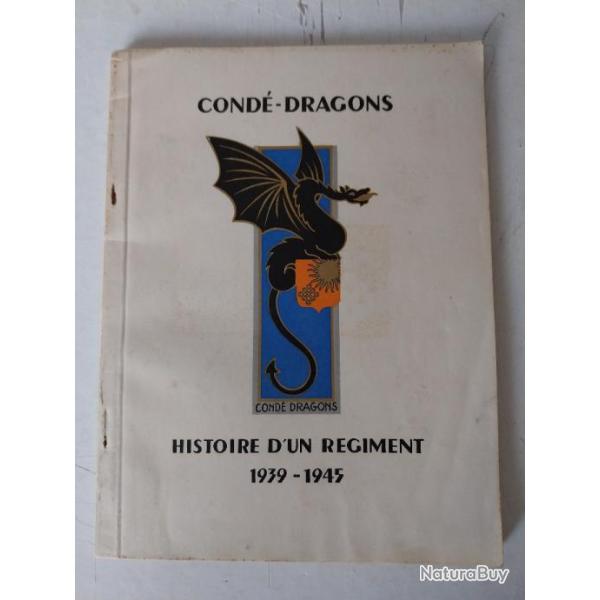 CONDÉ-DRAGONS
CONDÉ DRAGONS
HISTOIRE D'UN REGIMENT
1939-1945
NaturaBuy